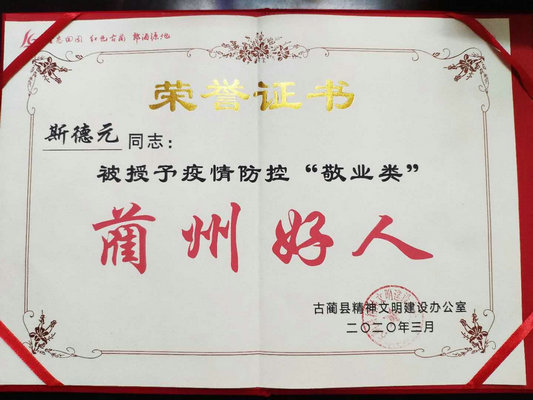 红色古蔺 郎酒源地
荣誉证书
斯德元 同志:
被授予疫情防控“敬业类”
蔺州好人
古蔺县精神文明建设办公室
二〇二〇年三月